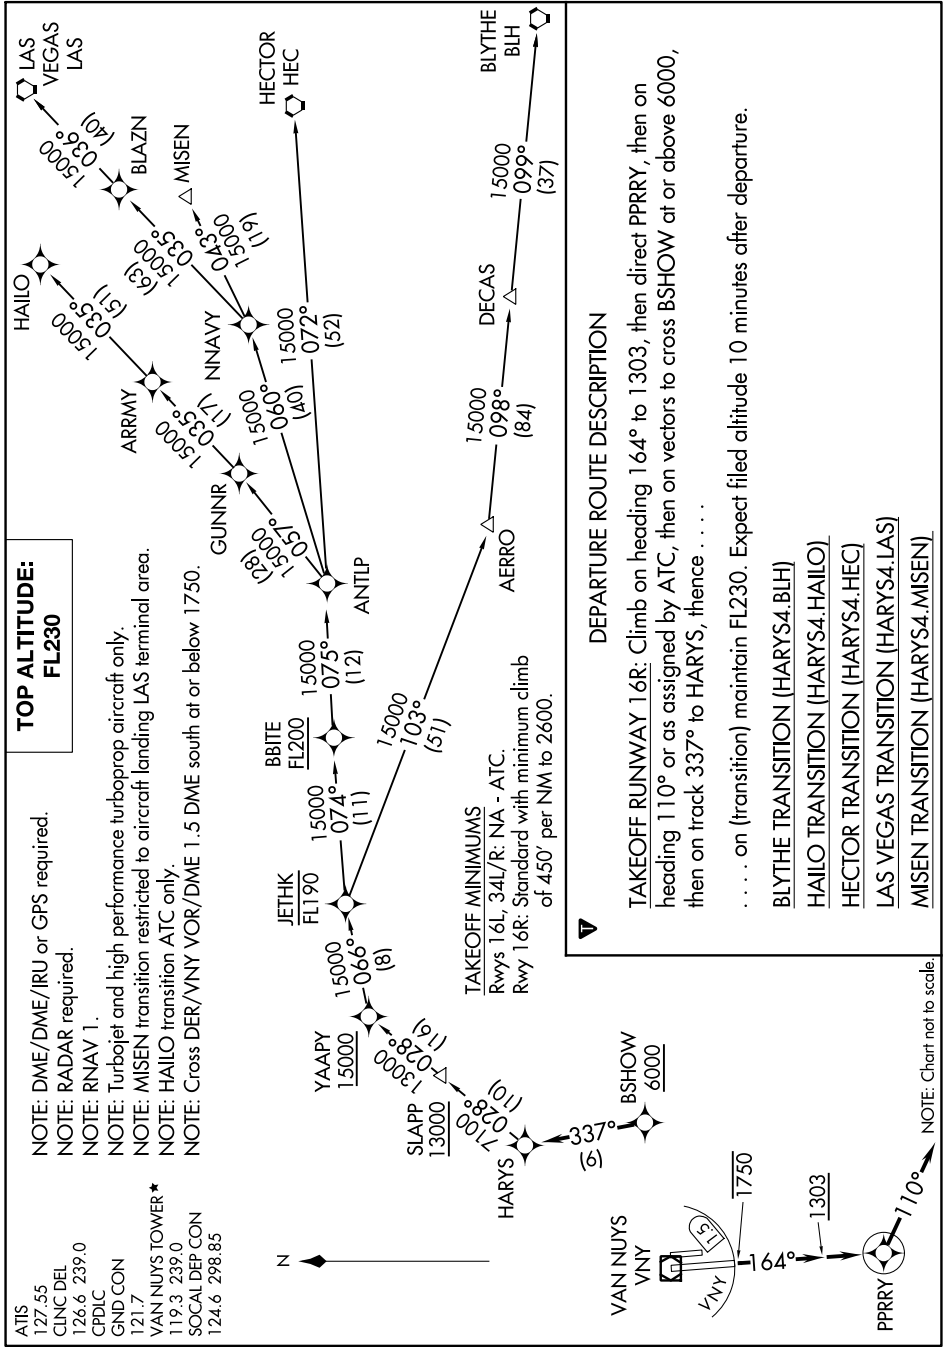 TOP ALTITUDE:
FL230
ATIS
127.55
CLNC DEL
126.6 239.0
CPDLC
GND CON
121.7
VAN NUYS TOWER★
119.3 239.0
SOCAL DEP CON
124.6 298.85
NOTE: DME/DME/IRU or GPS required.
NOTE: RADAR required.
NOTE: RNAV 1.
NOTE: Turbojet and high performance turboprop aircraft only.
NOTE: MISEN transition restricted to aircraft landing LAS terminal area.
NOTE: HAILO transition ATC only.
NOTE: Cross DER/VNY VOR/DME 1.5 DME south at or below 1750.
N
VAN NUYS
VNY
VNY
1.5
1750
164°
1303
PPRRY
110°
NOTE: Chart not to scale.
BSHOW
6000
337°
(6)
HARYS
7100
028°
(10)
SLAPP
13000
13000
028°
(16)
YAAPY
15000
15000
066°
(8)
JETHK
FL190
15000
074°
(11)
BBITE
FL200
15000
075°
(12)
ANTLP
(28)
15000
057°
GUNNR
15000
035°
(17)
ARRMY
15000
035°
(51)
HAILO
15000
060°
(40)
NNAVY
(63)
15000
035°
BLAZN
15000
036°
(40)
LAS
VEGAS
LAS
043°
15000
(19)
MISEN
15000
072°
(52)
HECTOR
HEC
15000
103°
(51)
AERRO
15000
098°
(84)
DECAS
15000
099°
(37)
BLYTHE
BLH
TAKEOFF MINIMUMS
Rwys 16L, 34L/R: NA - ATC.
Rwy 16R: Standard with minimum climb
of 450' per NM to 2600.
T
DEPARTURE ROUTE DESCRIPTION
TAKEOFF RUNWAY 16R: Climb on heading 164° to 1303, then direct PPRRY, then on
heading 110° or as assigned by ATC, then on vectors to cross BSHOW at or above 6000,
then on track 337° to HARYS, thence . . . .
. . . . on (transition) maintain FL230. Expect filed altitude 10 minutes after departure.
BLYTHE TRANSITION (HARYS4.BLH)
HAILO TRANSITION (HARYS4.HAILO)
HECTOR TRANSITION (HARYS4.HEC)
LAS VEGAS TRANSITION (HARYS4.LAS)
MISEN TRANSITION (HARYS4.MISEN)